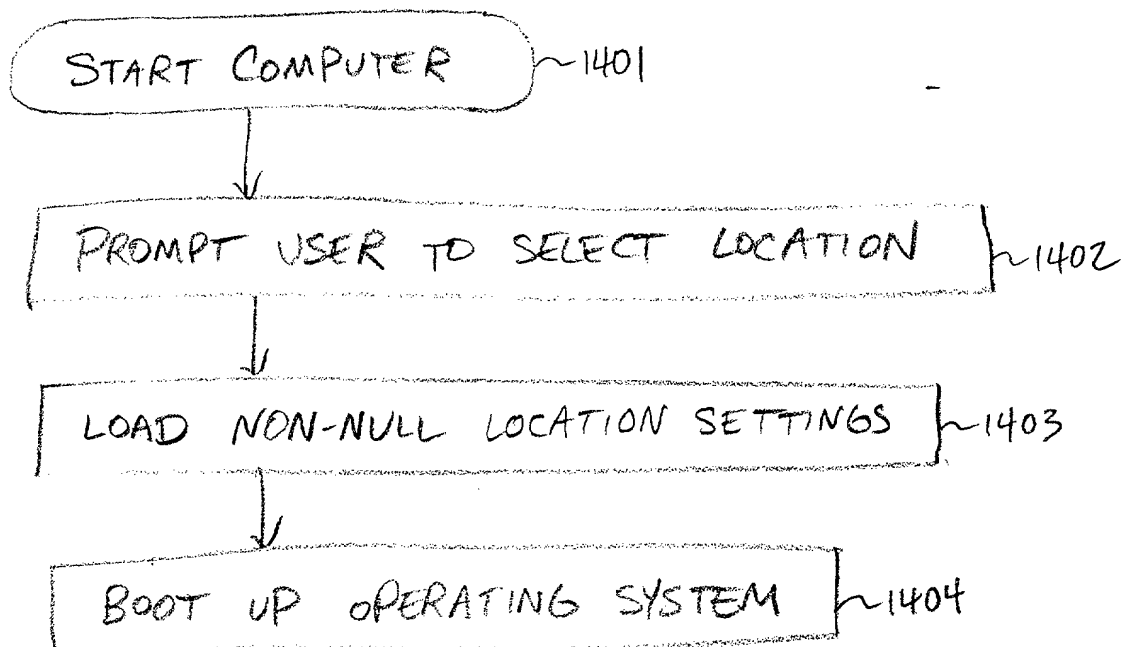 START COMPUTER 1401
PROMPT USER TO SELECT LOCATION 1402
LOAD NON-NULL LOCATION SETTINGS 1403
BOOT UP OPERATING SYSTEM 1404